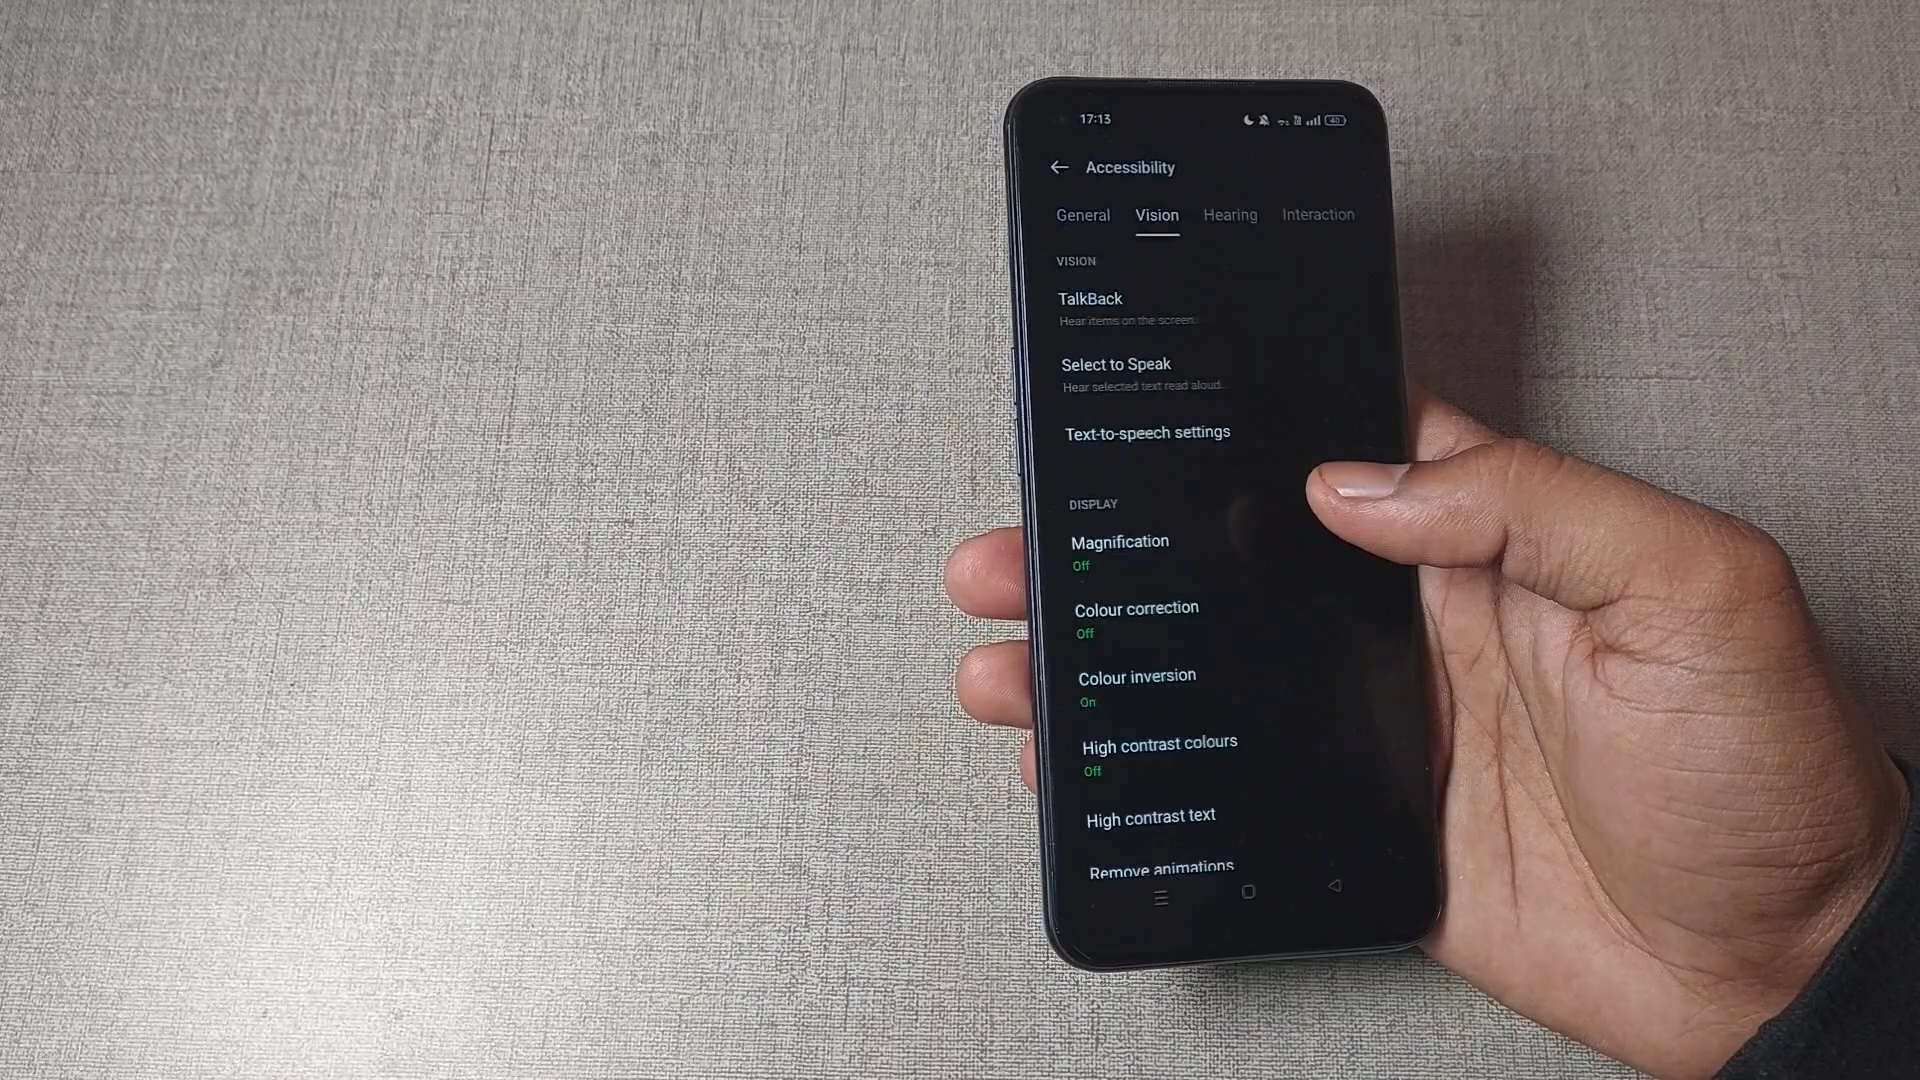 17:13
40
Accessibility
General Vision Hearing Interaction
VISION
TalkBack
Hear items on the screen.
Select to Speak
Hear selected text read aloud.
Text-to-speech settings
DISPLAY
Magnification
Off
Colour correction
Off
Colour inversion
On
High contrast colours
Off
High contrast text
Remove animations